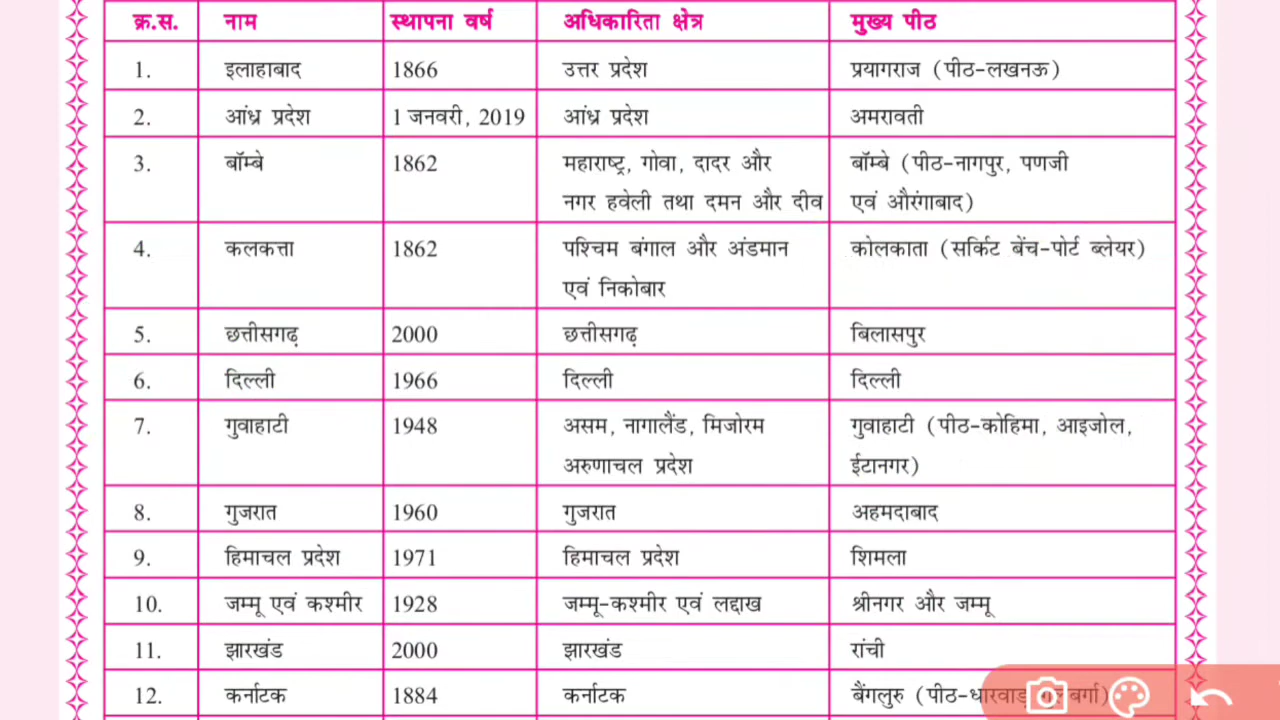 क्र.स. नाम स्थापना वर्ष अधिकारिता क्षेत्र मुख्य पीठ
1. इलाहाबाद 1866 उत्तर प्रदेश प्रयागराज (पीठ-लखनऊ)
2. आंध्र प्रदेश 1 जनवरी, 2019 आंध्र प्रदेश अमरावती
3. बॉम्बे 1862 महाराष्ट्र, गोवा, दादर और बॉम्बे (पीठ-नागपुर, पणजी
नगर हवेली तथा दमन और दीव एवं औरंगाबाद)
4. कलकत्ता 1862 पश्चिम बंगाल और अंडमान कोलकाता (सर्किट बेंच-पोर्ट ब्लेयर)
एवं निकोबार
5. छत्तीसगढ़ 2000 छत्तीसगढ़ बिलासपुर
6. दिल्ली 1966 दिल्ली दिल्ली
7. गुवाहाटी 1948 असम, नागालैंड, मिजोरम गुवाहाटी (पीठ-कोहिमा, आइजोल,
अरुणाचल प्रदेश ईटानगर)
8. गुजरात 1960 गुजरात अहमदाबाद
9. हिमाचल प्रदेश 1971 हिमाचल प्रदेश शिमला
10. जम्मू एवं कश्मीर 1928 जम्मू-कश्मीर एवं लद्दाख श्रीनगर और जम्मू
11. झारखंड 2000 झारखंड रांची
12. कर्नाटक 1884 कर्नाटक बैंगलुरु (पीठ-धारवाड़